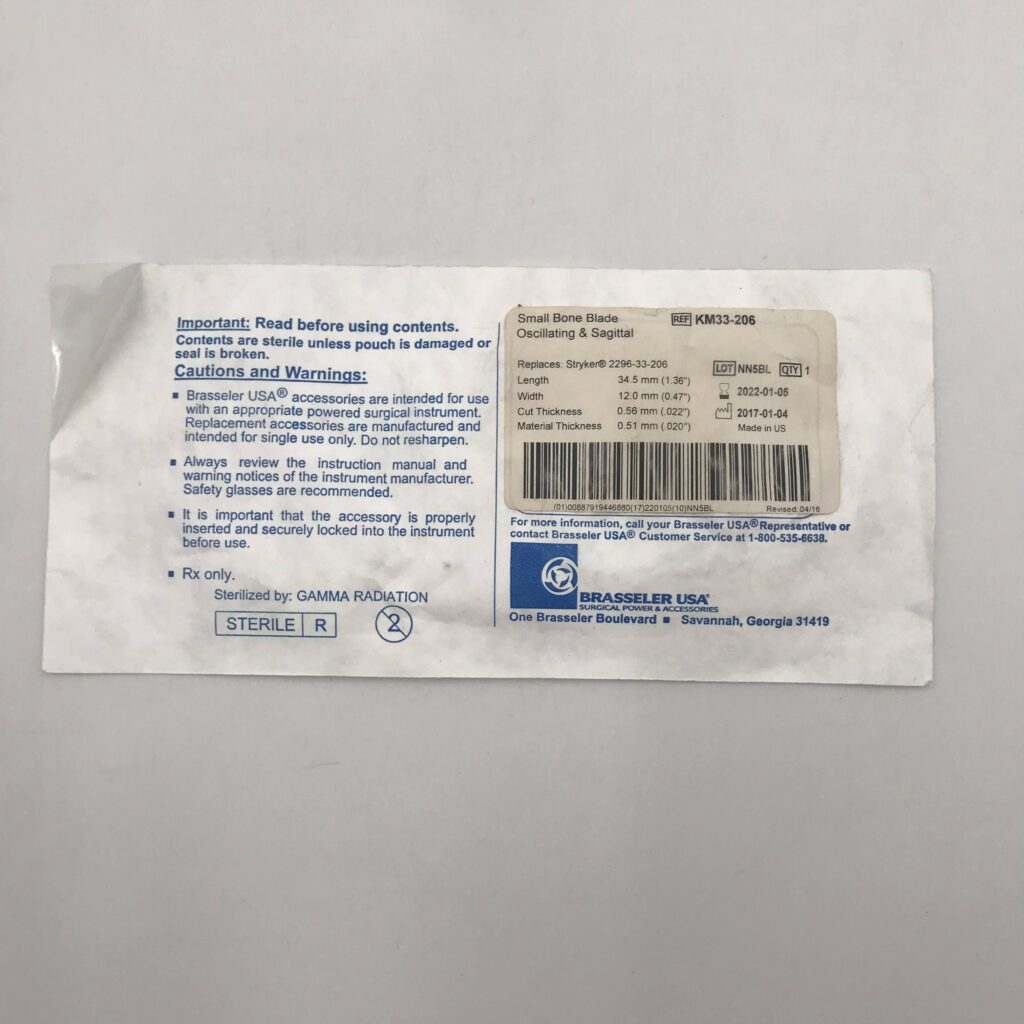 Important: Read before using contents.
Contents are sterile unless pouch is damaged or
seal is broken.
Cautions and Warnings:
▪ Brasseler USA® accessories are intended for use
with an appropriate powered surgical instrument.
Replacement accessories are manufactured and
intended for single use only. Do not resharpen.
▪ Always review the instruction manual and
warning notices of the instrument manufacturer.
Safety glasses are recommended.
▪ It is important that the accessory is properly
inserted and securely locked into the instrument
before use.
▪ Rx only.
Sterilized by: GAMMA RADIATION
STERILE R
2
Small Bone Blade REF KM33-206
Oscillating & Sagittal
Replaces: Stryker® 2296-33-206
LOT NN5BL QTY 1
Length 34.5 mm (1.36")
Width 12.0 mm (0.47")
2022-01-05
Cut Thickness 0.56 mm (.022")
2017-01-04
Material Thickness 0.51 mm (.020")
Made in US
(01)00887919446880(17)220105(10)NN5BL Revised: 04/16
For more information, call your Brasseler USA® Representative or
contact Brasseler USA® Customer Service at 1-800-535-6638.
BRASSELER USA®
SURGICAL POWER & ACCESSORIES
One Brasseler Boulevard ▪ Savannah, Georgia 31419